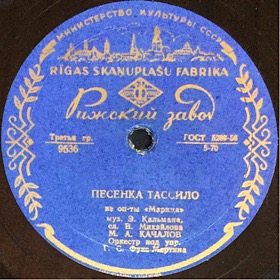 МИНИСТЕРСТВО КУЛЬТУРЫ СССР
RĪGAS SKAŅUPLAŠU FABRIKA
Рижский завод
Третья гр.
9536
ГОСТ 5289-56
5-70
ПЕСЕНКА ТАССИЛО
из оп-ты «Марица»
муз. Э. Кальмана,
сл. В. Михайлова
М. А. КАЧАЛОВ
Оркестр под упр.
Г. С. Фукс-Мартина